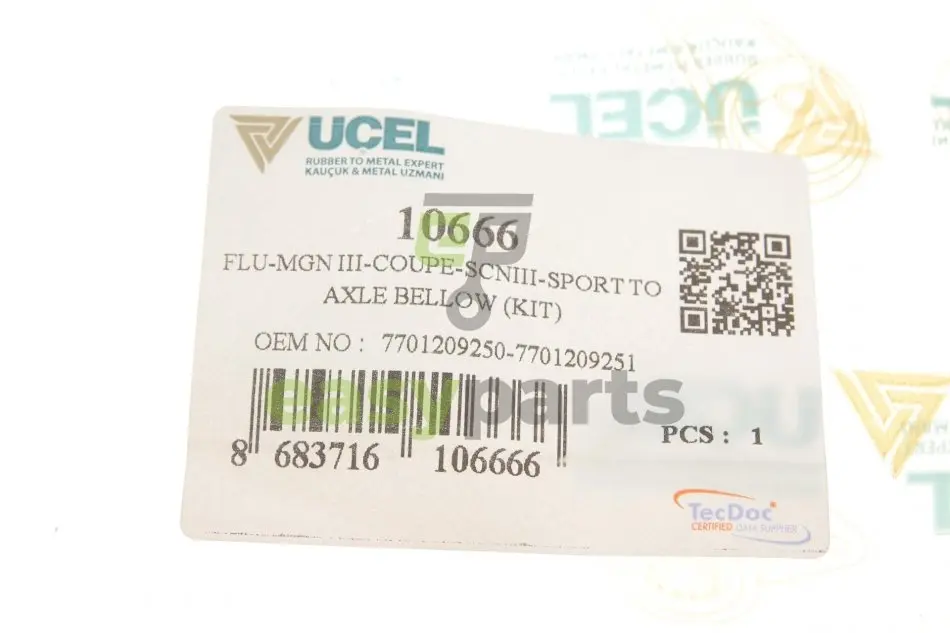 UCEL
RUBBER TO METAL EXPERT
KAUÇUK & METAL UZMANI
10666
FLU-MGN III-COUPE-SCNIII-SPORT TO
AXLE BELLOW (KIT)
OEM NO : 7701209250-7701209251
easyparts
8 683716 106666
PCS : 1
TecDoc
CERTIFIED DATA SUPPLIER
UCEL